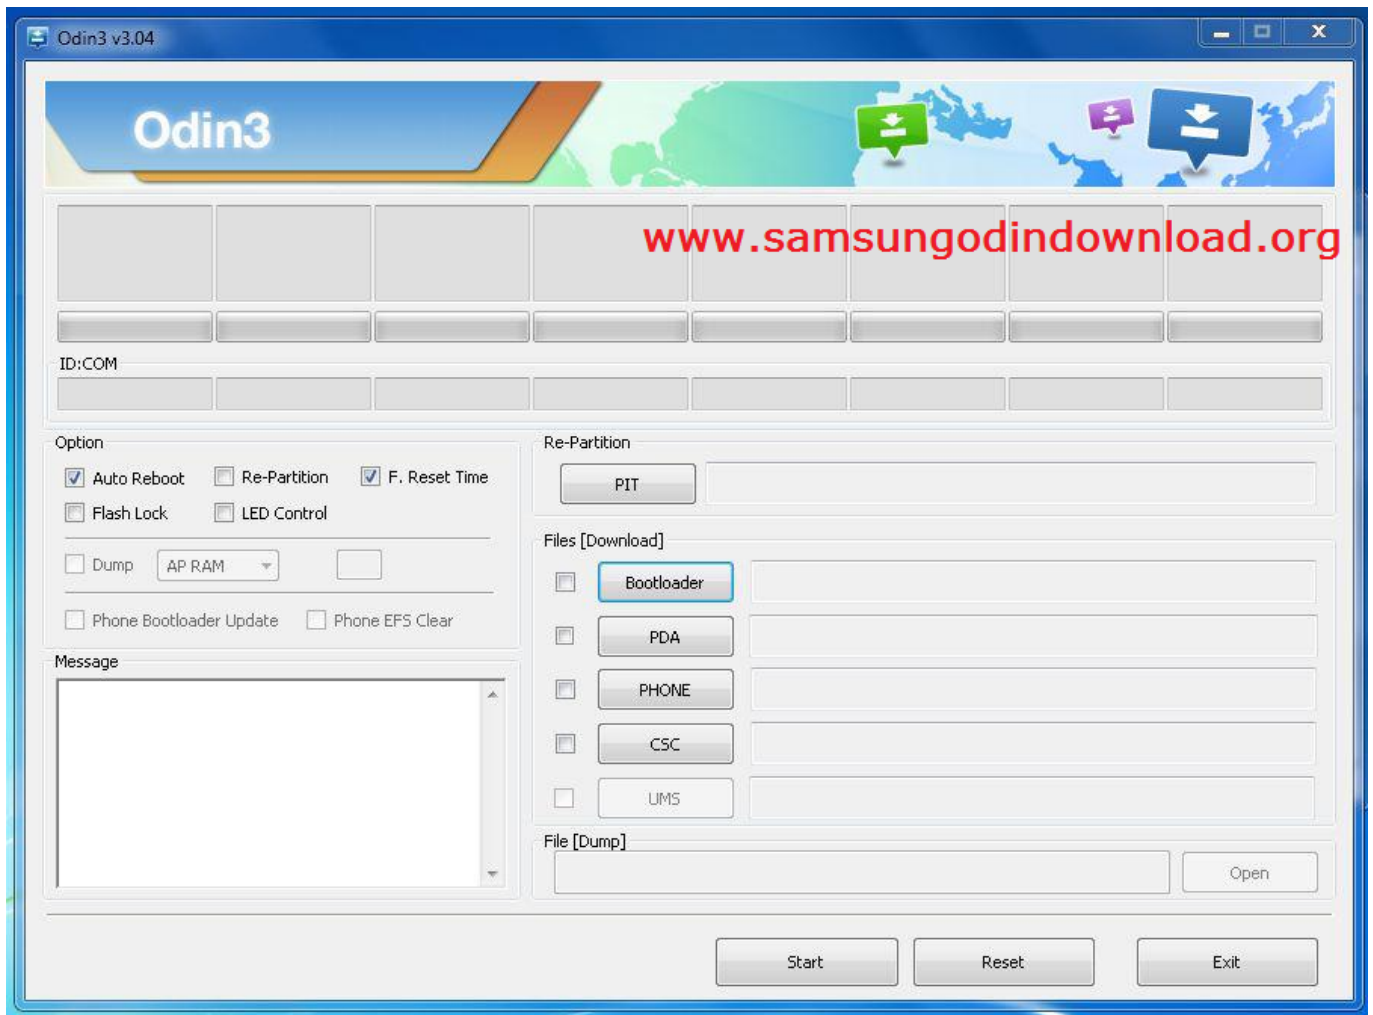 Odin3 v3.04
Odin3
www.samsungodindownload.org
ID:COM
Option
Auto Reboot
Re-Partition
F. Reset Time
Flash Lock
LED Control
Dump
AP RAM
Phone Bootloader Update
Phone EFS Clear
Message
Re-Partition
PIT
Files [Download]
Bootloader
PDA
PHONE
CSC
UMS
File [Dump]
Open
Start
Reset
Exit